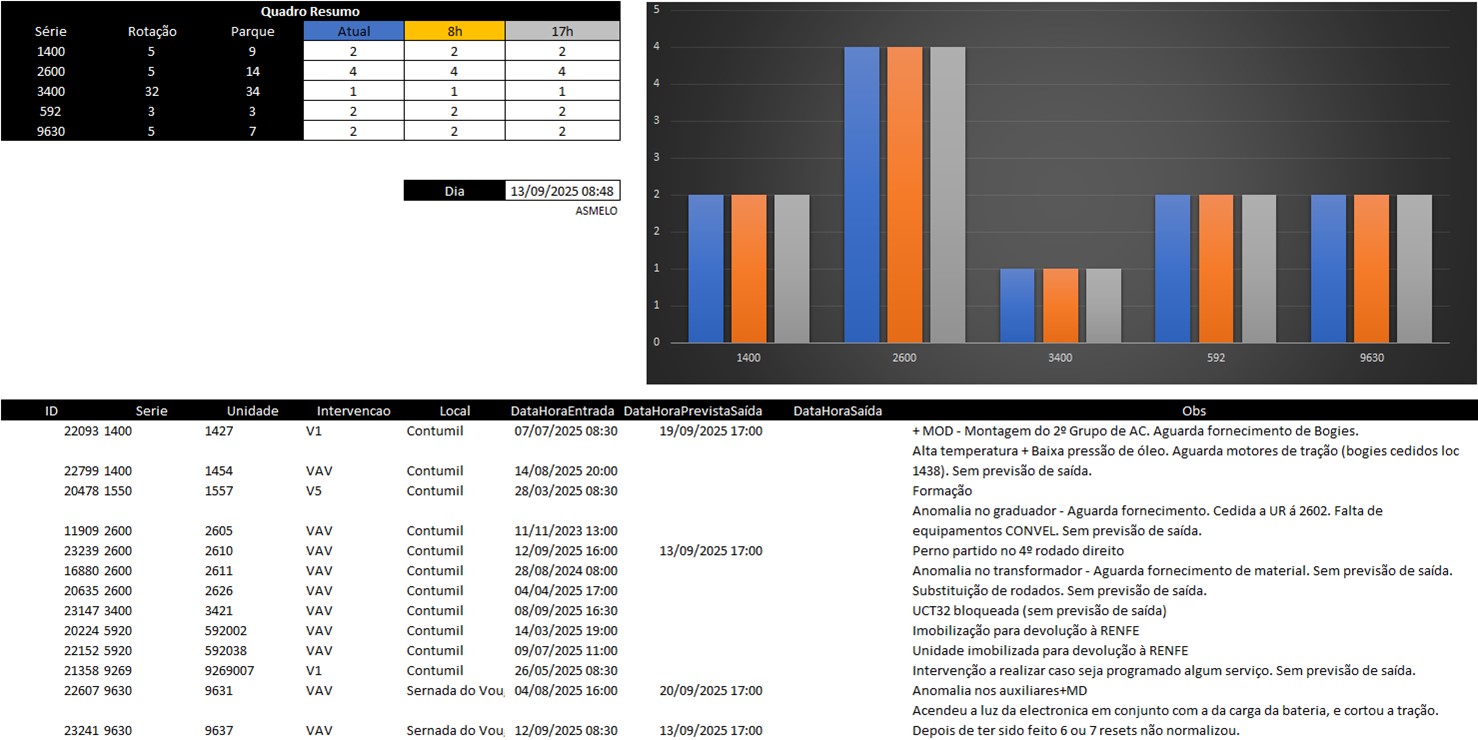 Quadro Resumo
Série Rotação Parque Atual 8h 17h
1400 5 9 2 2 2
2600 5 14 4 4 4
3400 32 34 1 1 1
592 3 3 2 2 2
9630 5 7 2 2 2
Dia 13/09/2025 08:48
ASMELO
5
4
4
3
3
2
2
1
1
0
1400 2600 3400 592 9630
ID Serie Unidade Intervencao Local DataHoraEntrada DataHoraPrevistaSaída DataHoraSaída Obs
22093 1400 1427 V1 Contumil 07/07/2025 08:30 19/09/2025 17:00 + MOD - Montagem do 2º Grupo de AC. Aguarda fornecimento de Bogies.
Alta temperatura + Baixa pressão de óleo. Aguarda motores de tração (bogies cedidos loc
22799 1400 1454 VAV Contumil 14/08/2025 20:00 1438). Sem previsão de saída.
20478 1550 1557 V5 Contumil 28/03/2025 08:30 Formação
Anomalia no graduador - Aguarda fornecimento. Cedida a UR á 2602. Falta de
11909 2600 2605 VAV Contumil 11/11/2023 13:00 equipamentos CONVEL. Sem previsão de saída.
23239 2600 2610 VAV Contumil 12/09/2025 16:00 13/09/2025 17:00 Perno partido no 4º rodado direito
16880 2600 2611 VAV Contumil 28/08/2024 08:00 Anomalia no transformador - Aguarda fornecimento de material. Sem previsão de saída.
20635 2600 2626 VAV Contumil 04/04/2025 17:00 Substituição de rodados. Sem previsão de saída.
23147 3400 3421 VAV Contumil 08/09/2025 16:30 UCT32 bloqueada (sem previsão de saída)
20224 5920 592002 VAV Contumil 14/03/2025 19:00 Imobilização para devolução à RENFE
22152 5920 592038 VAV Contumil 09/07/2025 11:00 Unidade imobilizada para devolução à RENFE
21358 9269 9269007 V1 Contumil 26/05/2025 08:30 Intervenção a realizar caso seja programado algum serviço. Sem previsão de saída.
22607 9630 9631 VAV Sernada do Vou 04/08/2025 16:00 20/09/2025 17:00 Anomalia nos auxiliares+MD
Acendeu a luz da electronica em conjunto com a da carga da bateria, e cortou a tração.
23241 9630 9637 VAV Sernada do Vou 12/09/2025 08:30 13/09/2025 17:00 Depois de ter sido feito 6 ou 7 resets não normalizou.